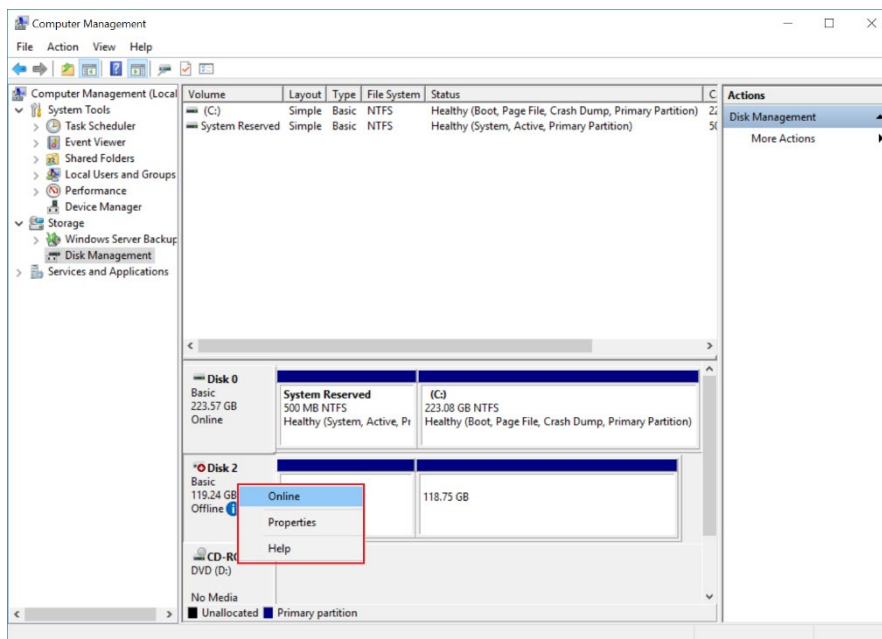 Computer Management
File Action View Help
Computer Management (Local
System Tools
Task Scheduler
Event Viewer
Shared Folders
Local Users and Groups
Performance
Device Manager
Storage
Windows Server Backup
Disk Management
Services and Applications
Volume Layout Type File System Status C
(C:) Simple Basic NTFS Healthy (Boot, Page File, Crash Dump, Primary Partition) 22
System Reserved Simple Basic NTFS Healthy (System, Active, Primary Partition) 50
Actions
Disk Management
More Actions
Disk 0
Basic
223.57 GB
Online
System Reserved
500 MB NTFS
Healthy (System, Active, Pr
(C:)
223.08 GB NTFS
Healthy (Boot, Page File, Crash Dump, Primary Partition)
Disk 2
Basic
119.24 GB
Offline
118.75 GB
Online
Properties
Help
CD-RO
DVD (D:)
No Media
Unallocated Primary partition